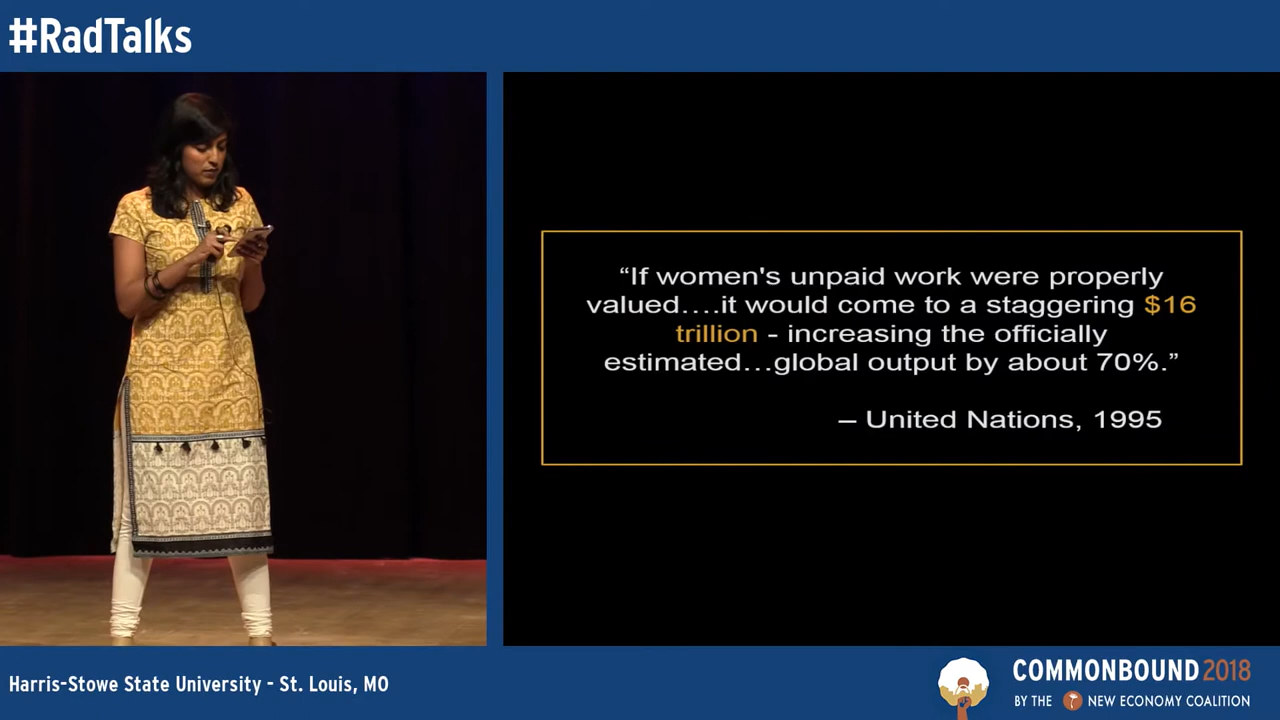 #RadTalks
“If women's unpaid work were properly
valued….it would come to a staggering $16
trillion - increasing the officially
estimated…global output by about 70%.”
– United Nations, 1995
Harris-Stowe State University - St. Louis, MO
COMMONBOUND 2018
BY THE NEW ECONOMY COALITION